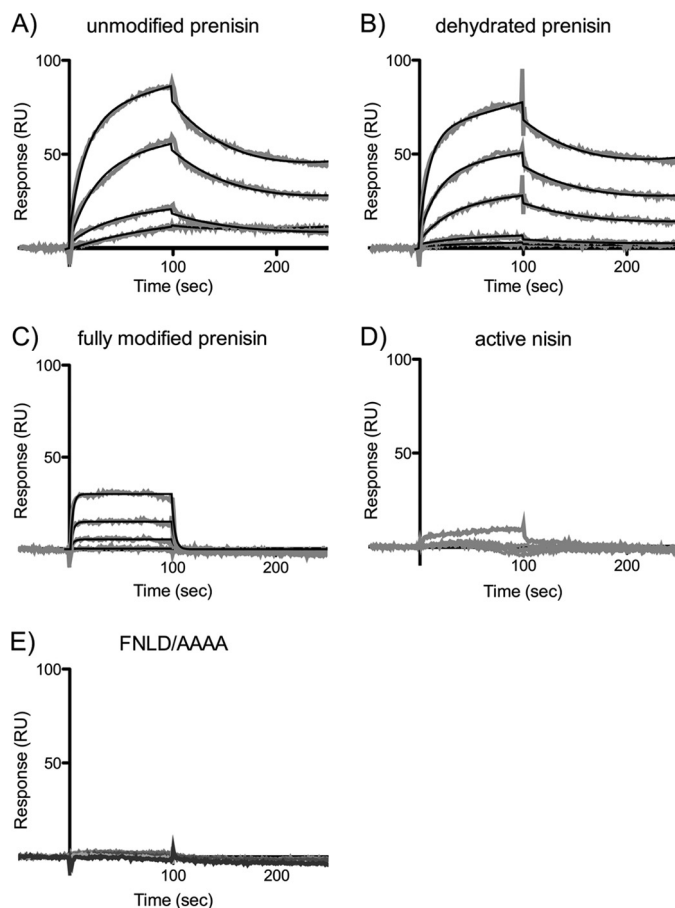 A) unmodified prenisin
100
50
Response (RU)
100
200
Time (sec)
B) dehydrated prenisin
100
50
Response (RU)
100
200
Time (sec)
C) fully modified prenisin
100
50
Response (RU)
100
200
Time (sec)
D) active nisin
100
50
Response (RU)
100
200
Time (sec)
E) FNLD/AAAA
100
50
Response (RU)
100
200
Time (sec)